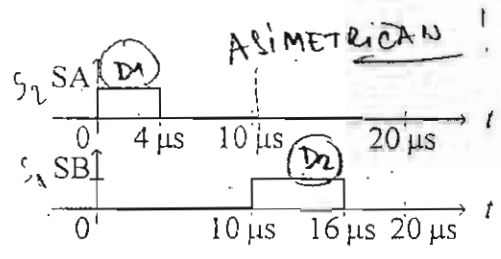 ASIMETRIČAN !
S2 SA D1
0 4 μs 10 μs 20 μs t
S1 SB D2
0 10 μs 16 μs 20 μs t